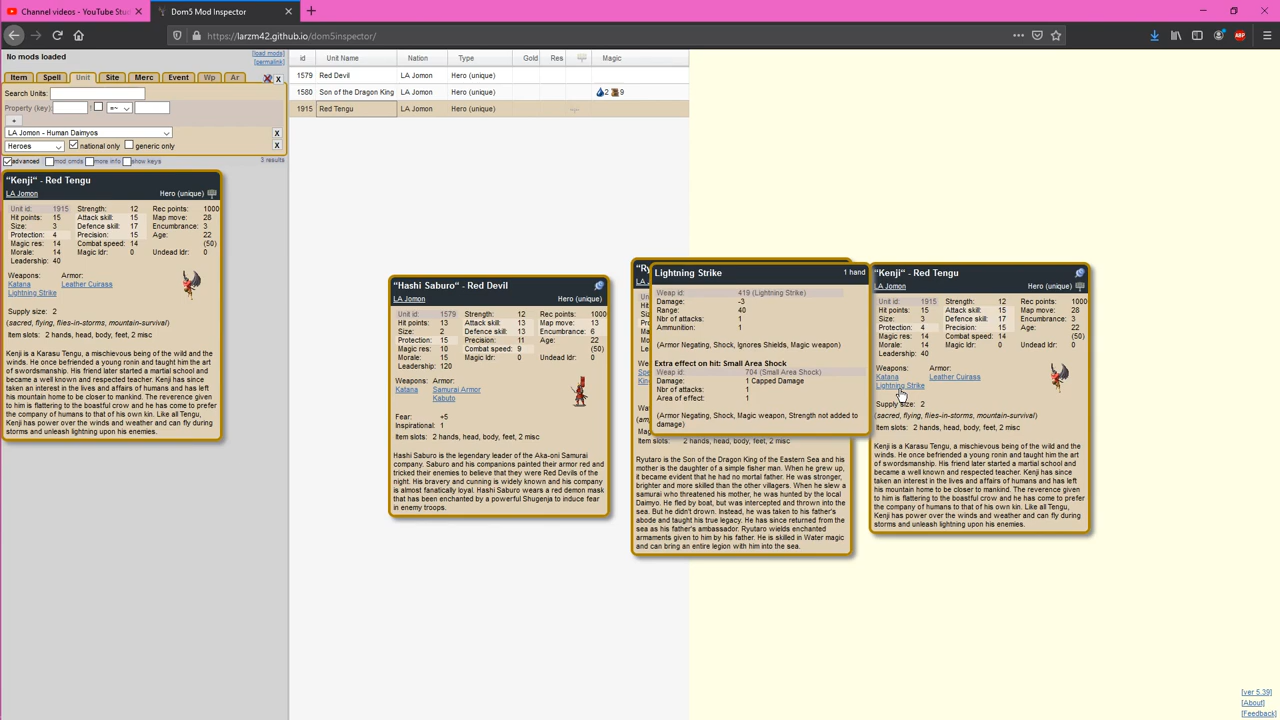 Channel videos - YouTube Stu
Dom5 Mod Inspector
https://larzm42.github.io/dom5inspector/
No mods loaded
[load mods]
[permalink]
Item Spell Unit Site Merc Event Wp Ar X X
Search Units:
Property (key): ! =~
+
LA Jomon - Human Daimyos X
Heroes national only generic only X
advanced mod cmds more info show keys 3 results
id Unit Name Nation Type Gold Res Magic
1579 Red Devil LA Jomon Hero (unique)
1580 Son of the Dragon King LA Jomon Hero (unique) 2 9
1915 Red Tengu LA Jomon Hero (unique)
"Kenji" - Red Tengu
LA Jomon Hero (unique)
Unit id: 1915 Strength: 12 Rec points: 1000
Hit points: 15 Attack skill: 15 Map move: 28
Size: 3 Defence skill: 17 Encumbrance: 3
Protection: 4 Precision: 15 Age: 22
Magic res: 14 Combat speed: 14 (50)
Morale: 14 Magic ldr: 0 Undead ldr: 0
Leadership: 40
Weapons: Armor:
Katana Leather Cuirass
Lightning Strike
Supply size: 2
(sacred, flying, flies-in-storms, mountain-survival)
Item slots: 2 hands, head, body, feet, 2 misc
Kenji is a Karasu Tengu, a mischievous being of the wild and the
winds. He once befriended a young ronin and taught him the art
of swordsmanship. His friend later started a martial school and
became a well known and respected teacher. Kenji has since
taken an interest in the lives and affairs of humans and has left
his mountain home to be closer to mankind. The reverence given
to him is flattering to the boastful crow and he has come to prefer
the company of humans to that of his own kin. Like all Tengu,
Kenji has power over the winds and weather and can fly during
storms and unleash lightning upon his enemies.
"Hashi Saburo" - Red Devil
LA Jomon Hero (unique)
Unit id: 1579 Strength: 12 Rec points: 1000
Hit points: 13 Attack skill: 13 Map move: 13
Size: 2 Defence skill: 13 Encumbrance: 6
Protection: 15 Precision: 11 Age: 22
Magic res: 10 Combat speed: 9 (50)
Morale: 15 Magic ldr: 0 Undead ldr: 0
Leadership: 120
Weapons: Armor:
Katana Samurai Armor
Kabuto
Fear: +5
Inspirational: 1
Item slots: 2 hands, head, body, feet, 2 misc
Hashi Saburo is the legendary leader of the Aka-oni Samurai
company. Saburo and his companions painted their armor red and
tricked their enemies to believe that they were Red Devils of the
night. His bravery and cunning is widely known and his company
is almost fanatically loyal. Hashi Saburo wears a red demon mask
that has been enchanted by a powerful Shugenja to induce fear
in enemy troops.
"Ry
LA
Item slots: 2 hands, head, body, feet, 2 misc
Ryutaro is the Son of the Dragon King of the Eastern Sea and his
mother is the daughter of a simple fisher man. When he grew up,
it became evident that he had no mortal father. He was stronger,
brighter and more skilled than the other villagers. When he slew a
samurai who threatened his mother, he was hunted by the local
Daimyo. He fled by boat, but was intercepted and thrown into the
sea. But he didn't drown. Instead, he was taken to his father's
abode and taught his true legacy. He has since returned from the
sea as his father's ambassador. Ryutaro wields enchanted
armaments given to him by his father. He is skilled in Water magic
and can bring an entire legion with him into the sea.
Lightning Strike 1 hand
Weap id: 419 (Lightning Strike)
Damage: -3
Range: 40
Nbr of attacks: 1
Ammunition: 1
(Armor Negating, Shock, Ignores Shields, Magic weapon)
Extra effect on hit: Small Area Shock
Weap id: 704 (Small Area Shock)
Damage: 1 Capped Damage
Nbr of attacks: 1
Area of effect: 1
(Armor Negating, Shock, Magic weapon, Strength not added to
damage)
"Kenji" - Red Tengu
LA Jomon Hero (unique)
Unit id: 1915 Strength: 12 Rec points: 1000
Hit points: 15 Attack skill: 15 Map move: 28
Size: 3 Defence skill: 17 Encumbrance: 3
Protection: 4 Precision: 15 Age: 22
Magic res: 14 Combat speed: 14 (50)
Morale: 14 Magic ldr: 0 Undead ldr: 0
Leadership: 40
Weapons: Armor:
Katana Leather Cuirass
Lightning Strike
Supply size: 2
(sacred, flying, flies-in-storms, mountain-survival)
Item slots: 2 hands, head, body, feet, 2 misc
Kenji is a Karasu Tengu, a mischievous being of the wild and the
winds. He once befriended a young ronin and taught him the art
of swordsmanship. His friend later started a martial school and
became a well known and respected teacher. Kenji has since
taken an interest in the lives and affairs of humans and has left
his mountain home to be closer to mankind. The reverence given
to him is flattering to the boastful crow and he has come to prefer
the company of humans to that of his own kin. Like all Tengu,
Kenji has power over the winds and weather and can fly during
storms and unleash lightning upon his enemies.
[ver 5.39]
[About]
[Feedback]